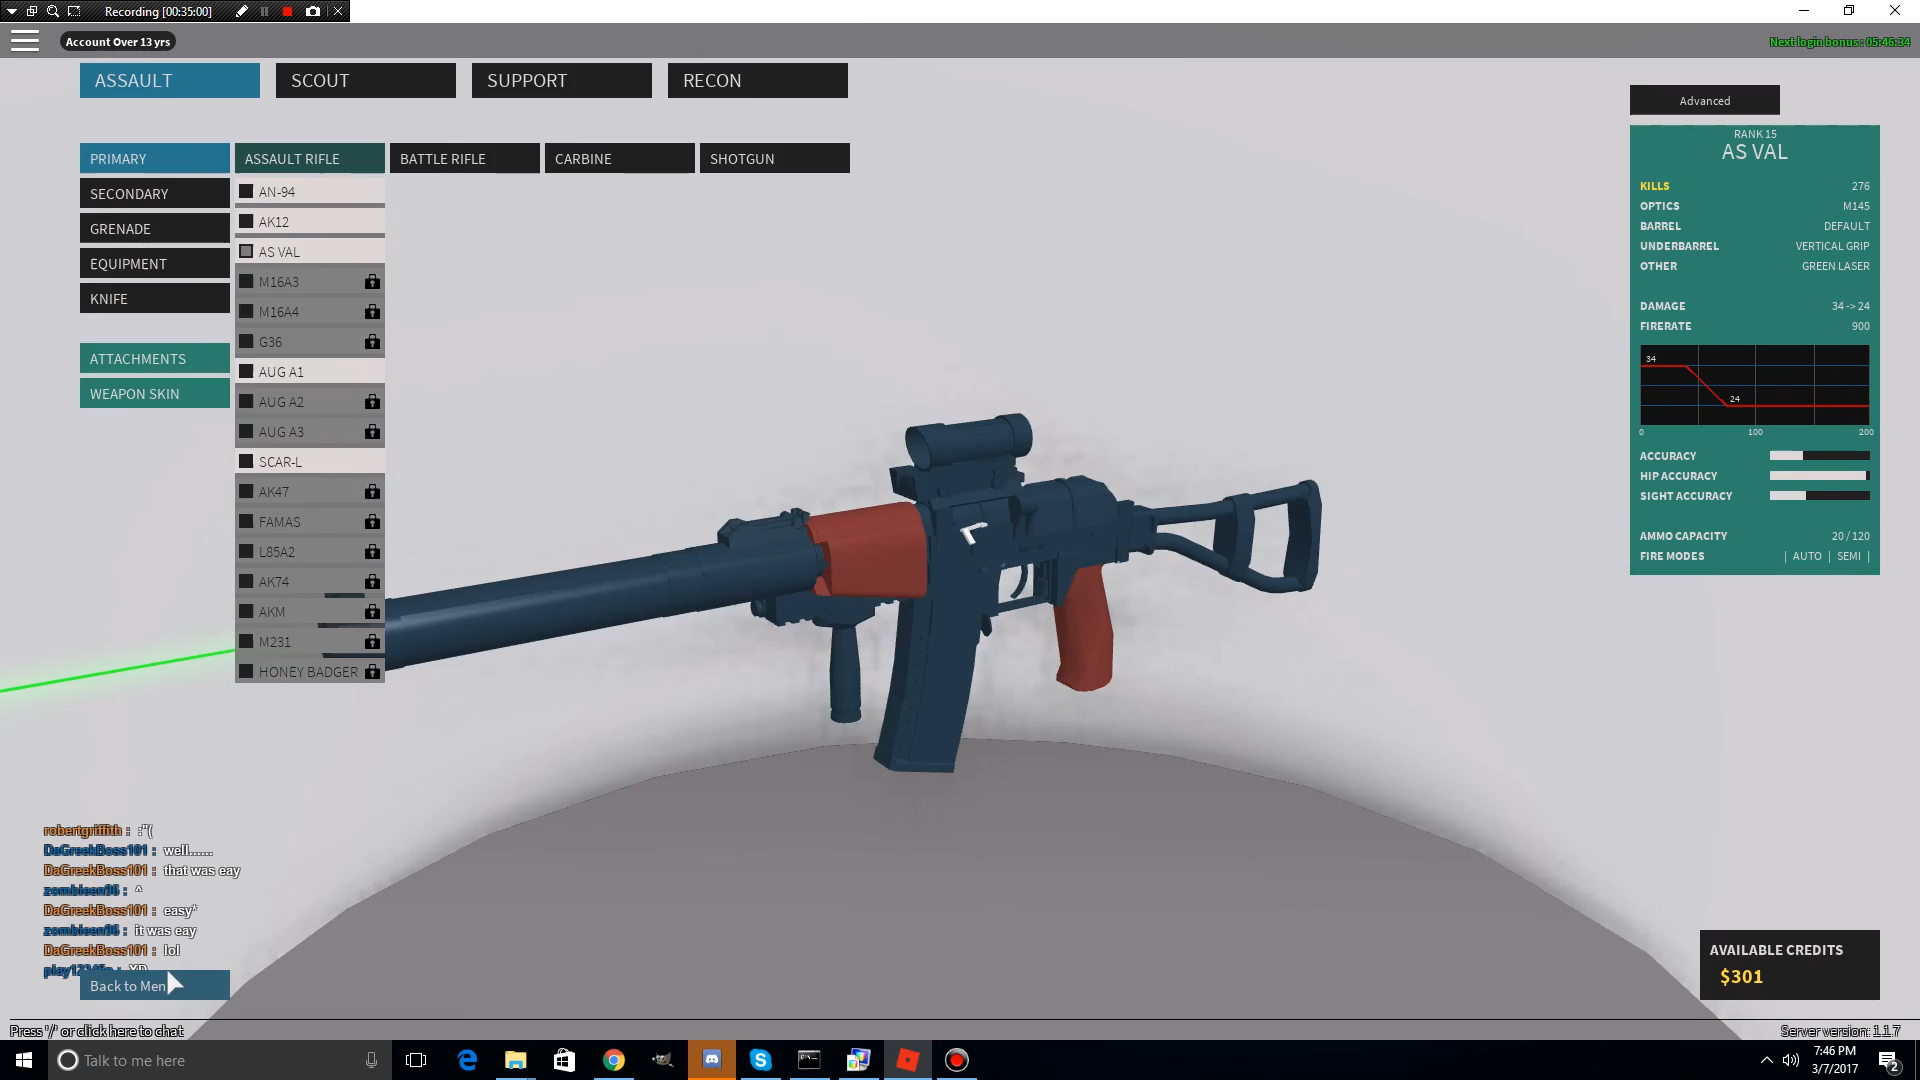 Recording [00:35:00]
Account Over 13 yrs
Next login bonus: 05:46:34
ASSAULT
SCOUT
SUPPORT
RECON
Advanced
PRIMARY
SECONDARY
GRENADE
EQUIPMENT
KNIFE
ATTACHMENTS
WEAPON SKIN
ASSAULT RIFLE
BATTLE RIFLE
CARBINE
SHOTGUN
AN-94
AK12
AS VAL
M16A3
M16A4
G36
AUG A1
AUG A2
AUG A3
SCAR-L
AK47
FAMAS
L85A2
AK74
AKM
M231
HONEY BADGER
RANK 15
AS VAL
KILLS 276
OPTICS M145
BARREL DEFAULT
UNDERBARREL VERTICAL GRIP
OTHER GREEN LASER
DAMAGE 34 -> 24
FIRERATE 900
34
24
0 100 200
ACCURACY
HIP ACCURACY
SIGHT ACCURACY
AMMO CAPACITY 20 / 120
FIRE MODES | AUTO | SEMI |
robertgriffith : :"(
DaGreekBoss101 : well......
DaGreekBoss101 : that was eay
zombieen96 : ^
DaGreekBoss101 : easy*
zombieen96 : it was eay
DaGreekBoss101 : lol
XD
Back to Men
AVAILABLE CREDITS
$301
Press '/' or click here to chat
Server version: 1.1.7
Talk to me here
7:46 PM
3/7/2017
2